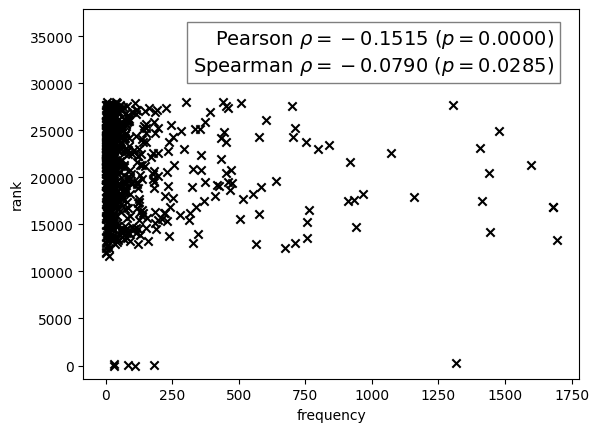 Pearson ρ = −0.1515 (p = 0.0000)
Spearman ρ = −0.0790 (p = 0.0285)
35000
30000
25000
20000
15000
10000
5000
0
rank
0 250 500 750 1000 1250 1500 1750
frequency